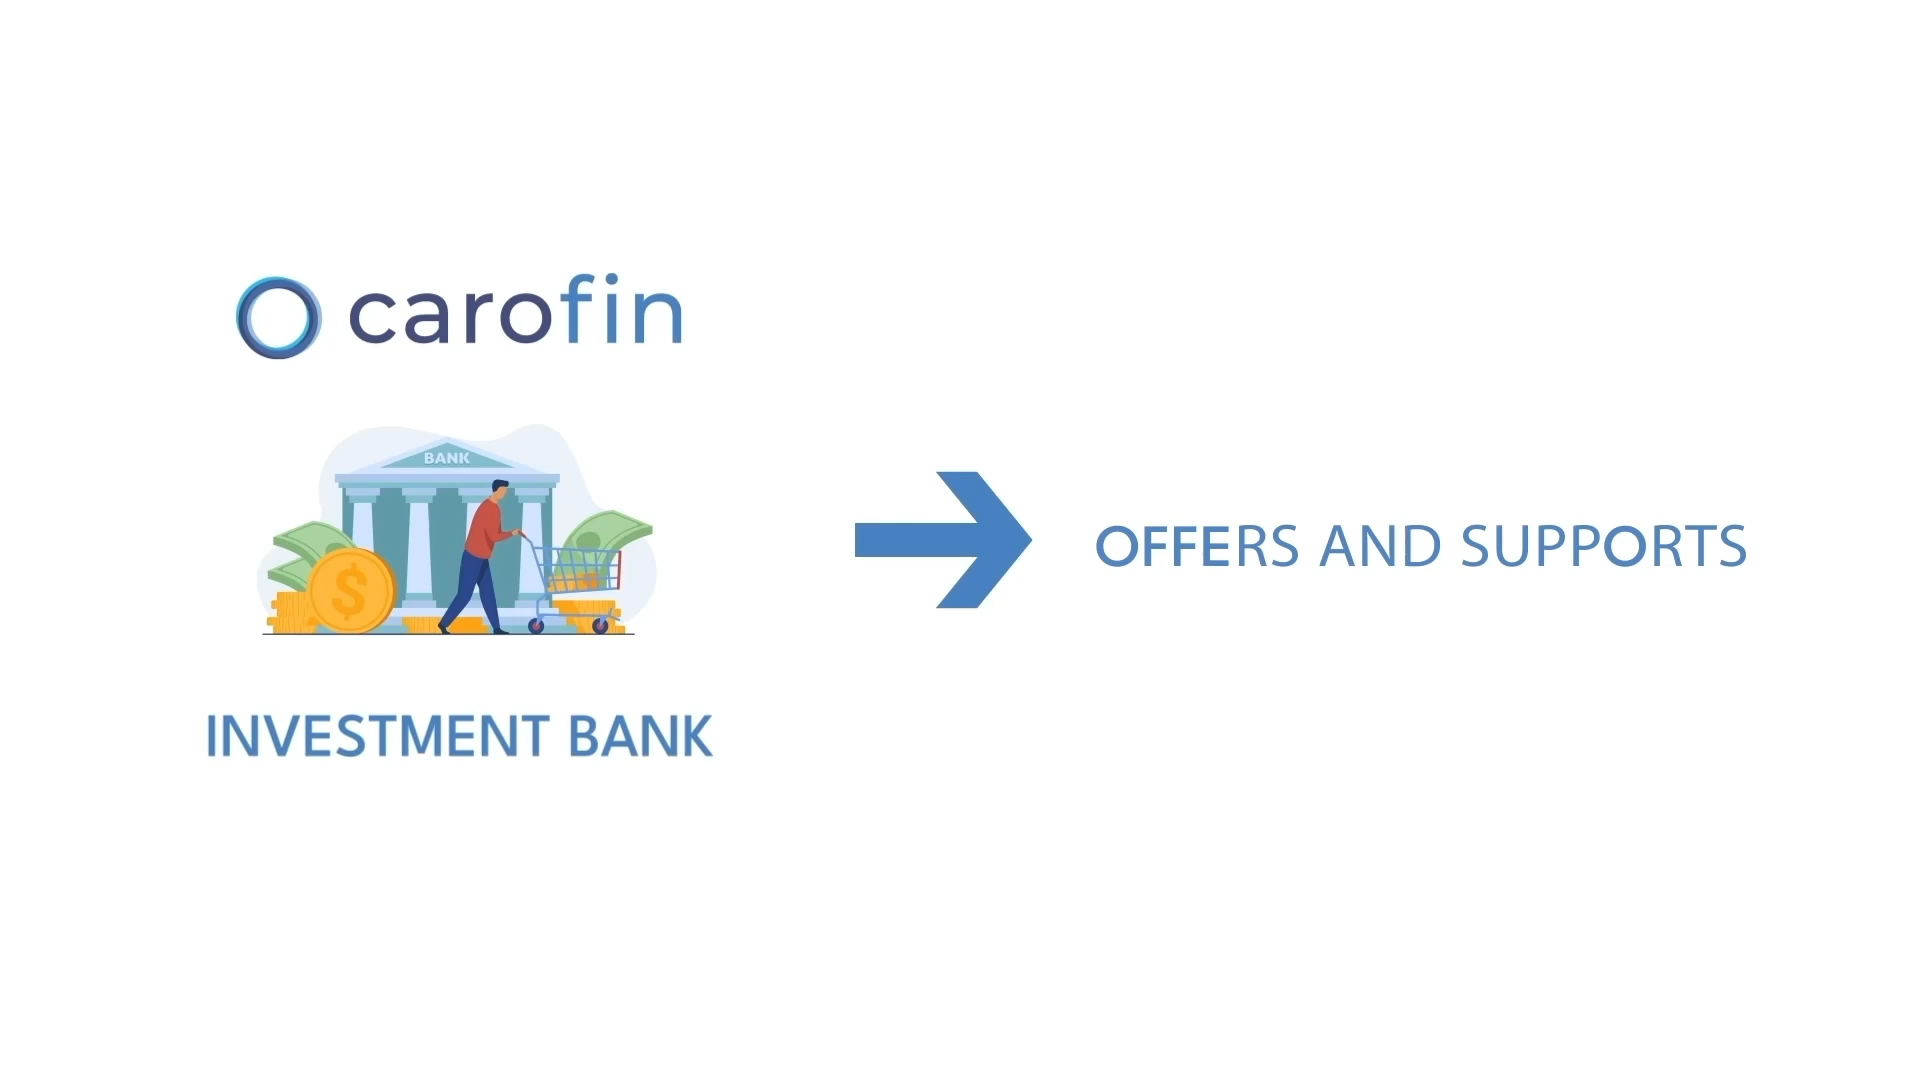 carofin
BANK
$
INVESTMENT BANK
OFFERS AND SUPPORTS